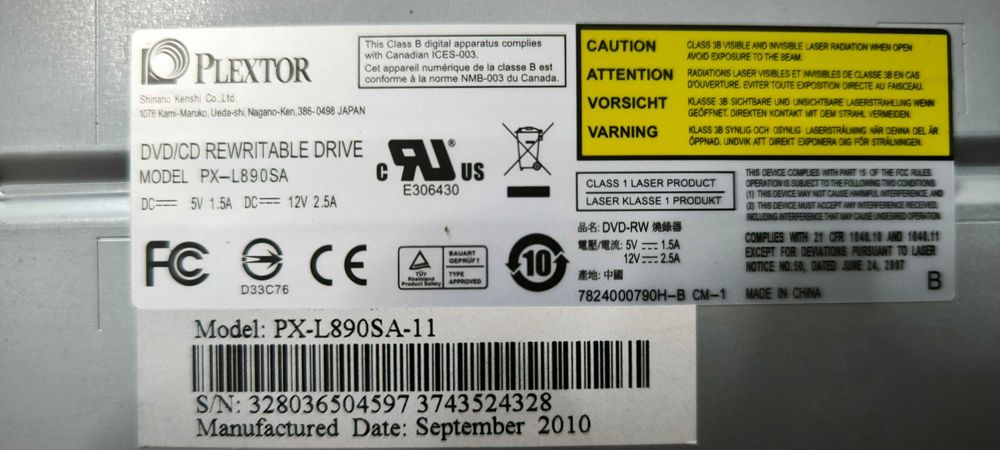 PLEXTOR
Shinano Kenshi Co.,Ltd.
1078 Kami-Maruko, Ueda-shi, Nagano-Ken, 386-0498 JAPAN
This Class B digital apparatus complies
with Canadian ICES-003.
Cet appareil numérique de la classe B est
conforme à la norme NMB-003 du Canada.
DVD/CD REWRITABLE DRIVE
MODEL PX-L890SA
DC 5V 1.5A DC 12V 2.5A
C RU ® US
E306430
FC
D33C76
CE
TÜV
Rheinland
Product Safety
BAUART
GEPRÜFT
TYPE
APPROVED
10
CAUTION CLASS 3B VISIBLE AND INVISIBLE LASER RADIATION WHEN OPEN
AVOID EXPOSURE TO THE BEAM.
ATTENTION RADIATIONS LASER VISIBLES ET INVISIBLES DE CLASSE 3B EN CAS
D'OUVERTURE. EVITER TOUTE EXPOSITION DIRECTE AU FAISCEAU.
VORSICHT KLASSE 3B SICHTBARE UND UNSICHTBARE LASERSTRAHLUNG WENN
GEÖFFNET. DIREKTEN KONTAKT MIT DEM STRAHL VERMEIDEN.
VARNING KLASS 3B SYNLIG OCH OSYNLIG LASERSTRÅLNING NÄR DENNA DEL ÄR
ÖPPNAD. UNDVIK ATT DIREKT EXPONERA DIG FÖR STRÅLNINGEN.
CLASS 1 LASER PRODUCT
LASER KLASSE 1 PRODUKT
THIS DEVICE COMPLIES WITH PART 15 OF THE FCC RULES.
OPERATION IS SUBJECT TO THE FOLLOWING TWO CONDITIONS:
(1) THIS DEVICE MAY NOT CAUSE HARMFUL INTERFERENCE, AND
(2) THIS DEVICE MUST ACCEPT ANY INTERFERENCE RECEIVED,
INCLUDING INTERFERENCE THAT MAY CAUSE UNDESIRED OPERATION.
品名: DVD-RW 燒錄器
電壓/電流: 5V 1.5A
12V 2.5A
產地: 中國
7824000790H-B CM-1
COMPLIES WITH 21 CFR 1040.10 AND 1040.11
EXCEPT FOR DEVIATIONS PURSUANT TO LASER
NOTICE NO.50, DATED JUNE 24, 2007
MADE IN CHINA
B
Model: PX-L890SA-11
S/N: 328036504597 3743524328
Manufactured Date: September 2010